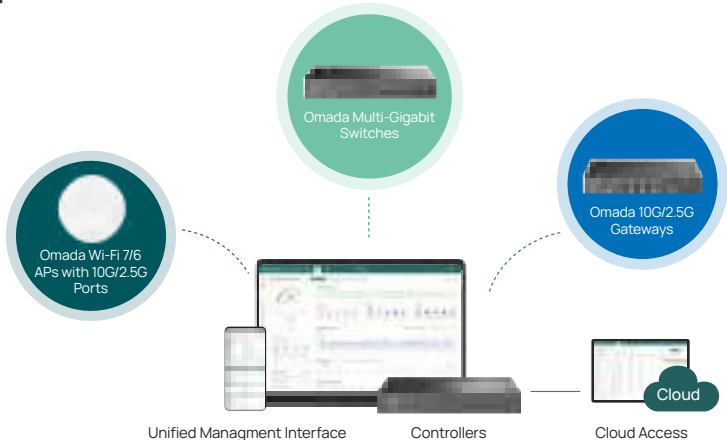 Omada Multi-Gigabit
Switches
Omada 10G/2.5G
Gateways
Omada Wi-Fi 7/6
APs with 10G/2.5G
Ports
Cloud
Unified Managment Interface
Controllers
Cloud Access